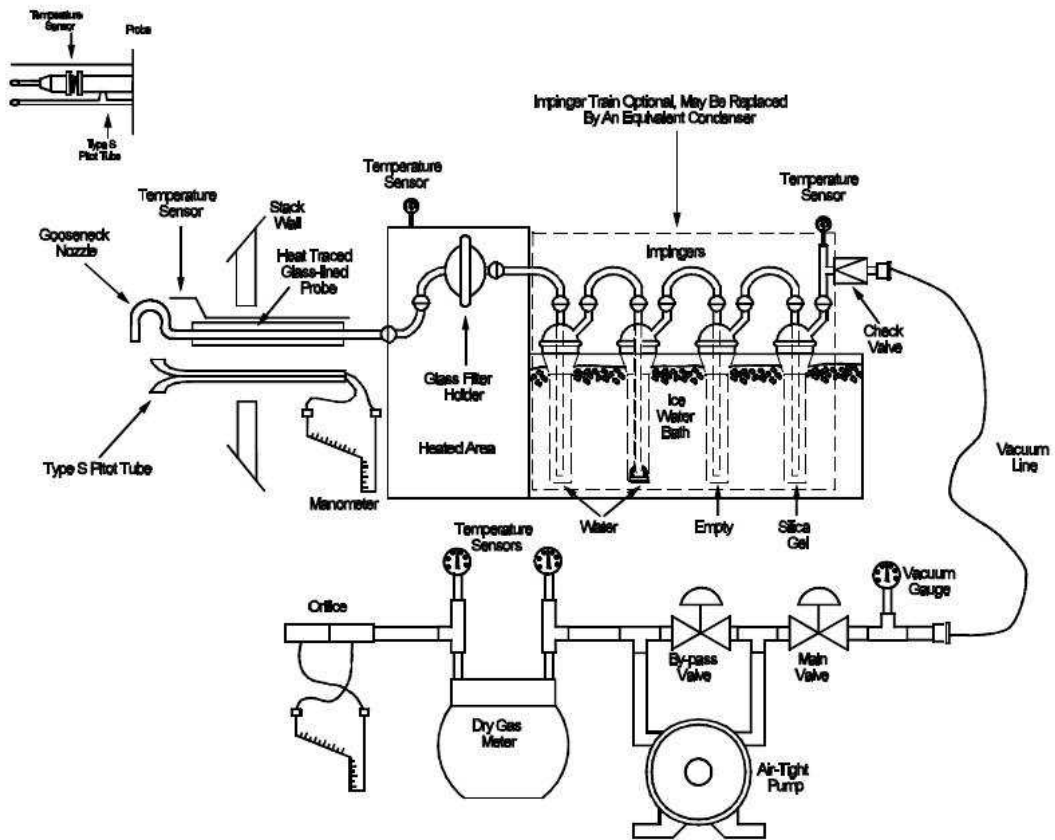 Temperature
Sensor
Probe
Type S
Pitot Tube
Impinger Train Optional, May Be Replaced
By An Equivalent Condenser
Temperature
Sensor
Temperature
Sensor
Temperature
Sensor
Stack
Wall
Gooseneck
Nozzle
Heat Traced
Glass-lined
Probe
Impingers
Check
Valve
Glass Filter
Holder
Ice
Water
Bath
Heated Area
Type S Pitot Tube
Vacuum
Line
Manometer
Water
Empty
Silica
Gel
Temperature
Sensors
Vacuum
Gauge
Orifice
By-pass
Valve
Main
Valve
Dry Gas
Meter
Air-Tight
Pump